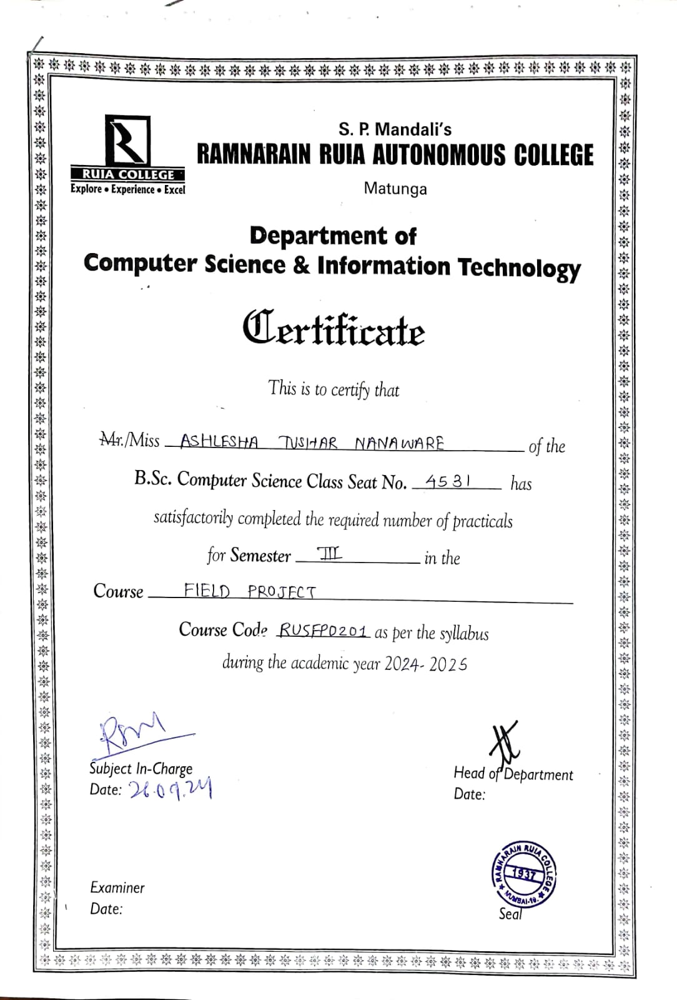 S. P. Mandali's
RAMNARAIN RUIA AUTONOMOUS COLLEGE
RUIA COLLEGE
Explore • Experience • Excel
Matunga
Department of
Computer Science & Information Technology
Certificate
This is to certify that
Mr./Miss ASHLESHA TUSHAR NANAWARE of the
B.Sc. Computer Science Class Seat No. 4531 has
satisfactorily completed the required number of practicals
for Semester III in the
Course FIELD PROJECT
Course Code RUSFPO201 as per the syllabus
during the academic year 2024-2025
Subject In-Charge
Date: 26.09.24
Head of Department
Date:
Examiner
Date:
RAMNARAIN RUIA COLLEGE
1937
MUMBAI-19.
Seal